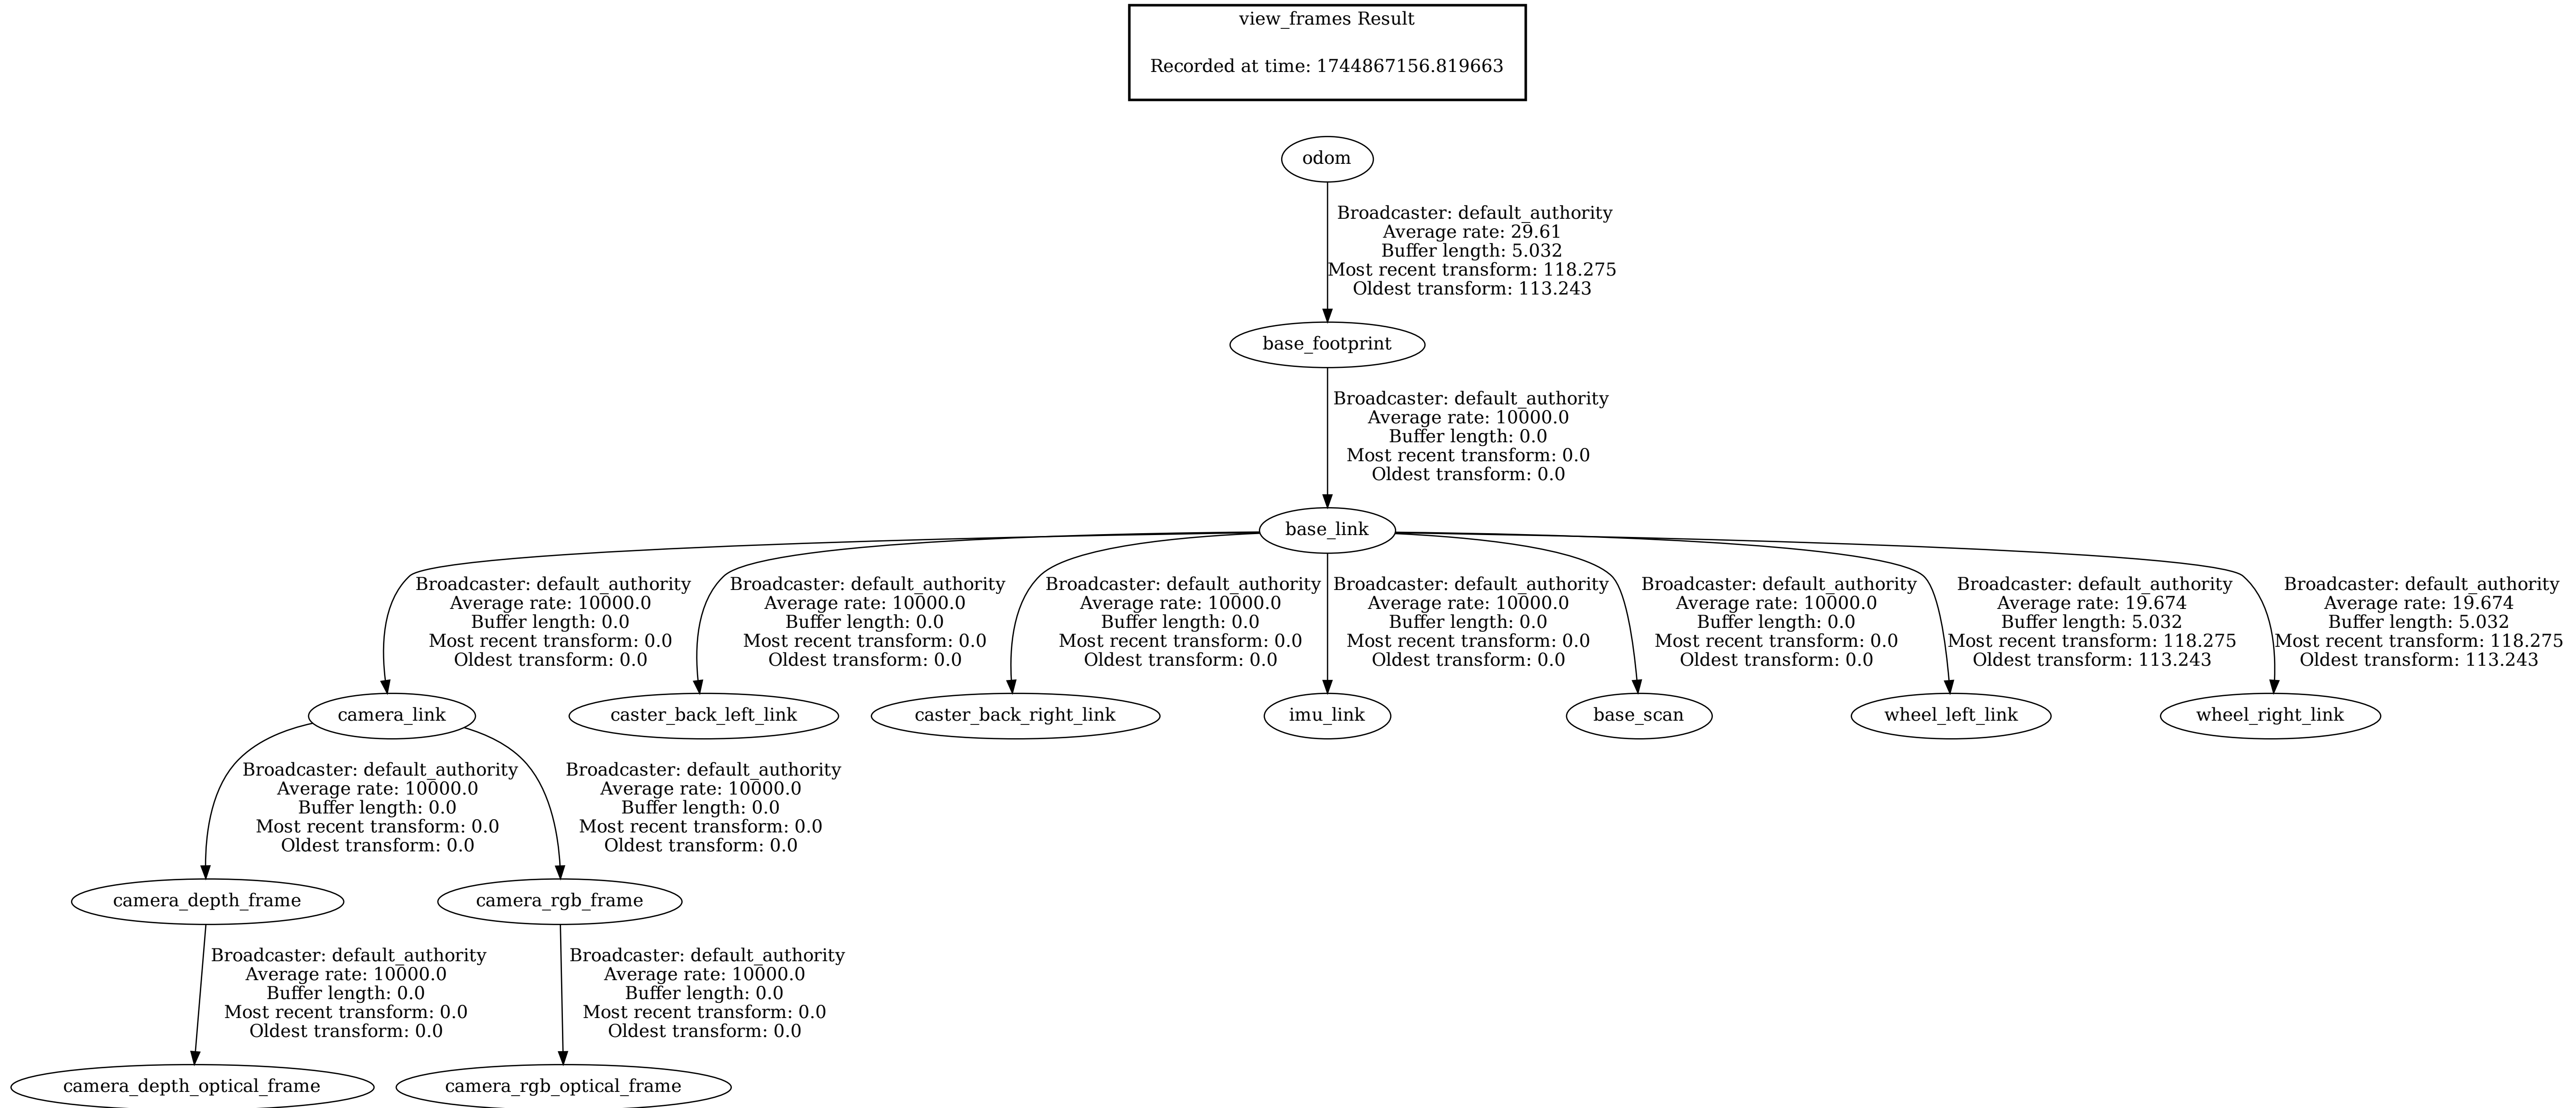 view_frames Result
Recorded at time: 1744867156.819663
odom
Broadcaster: default_authority
Average rate: 29.61
Buffer length: 5.032
Most recent transform: 118.275
Oldest transform: 113.243
base_footprint
Broadcaster: default_authority
Average rate: 10000.0
Buffer length: 0.0
Most recent transform: 0.0
Oldest transform: 0.0
base_link
Broadcaster: default_authority
Average rate: 10000.0
Buffer length: 0.0
Most recent transform: 0.0
Oldest transform: 0.0
Broadcaster: default_authority
Average rate: 10000.0
Buffer length: 0.0
Most recent transform: 0.0
Oldest transform: 0.0
Broadcaster: default_authority
Average rate: 10000.0
Buffer length: 0.0
Most recent transform: 0.0
Oldest transform: 0.0
Broadcaster: default_authority
Average rate: 10000.0
Buffer length: 0.0
Most recent transform: 0.0
Oldest transform: 0.0
Broadcaster: default_authority
Average rate: 10000.0
Buffer length: 0.0
Most recent transform: 0.0
Oldest transform: 0.0
Broadcaster: default_authority
Average rate: 19.674
Buffer length: 5.032
Most recent transform: 118.275
Oldest transform: 113.243
Broadcaster: default_authority
Average rate: 19.674
Buffer length: 5.032
Most recent transform: 118.275
Oldest transform: 113.243
camera_link
caster_back_left_link
caster_back_right_link
imu_link
base_scan
wheel_left_link
wheel_right_link
Broadcaster: default_authority
Average rate: 10000.0
Buffer length: 0.0
Most recent transform: 0.0
Oldest transform: 0.0
Broadcaster: default_authority
Average rate: 10000.0
Buffer length: 0.0
Most recent transform: 0.0
Oldest transform: 0.0
camera_depth_frame
camera_rgb_frame
Broadcaster: default_authority
Average rate: 10000.0
Buffer length: 0.0
Most recent transform: 0.0
Oldest transform: 0.0
Broadcaster: default_authority
Average rate: 10000.0
Buffer length: 0.0
Most recent transform: 0.0
Oldest transform: 0.0
camera_depth_optical_frame
camera_rgb_optical_frame